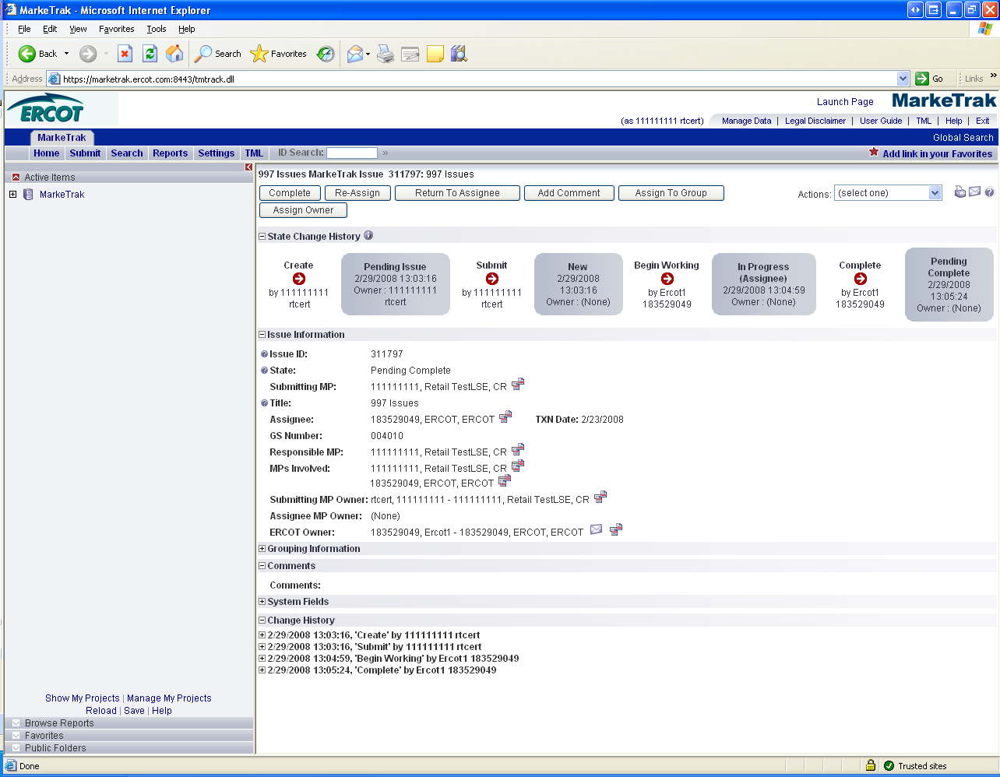 MarkeTrak - Microsoft Internet Explorer
File Edit View Favorites Tools Help
Back Search Favorites
Address https://marketrak.ercot.com:8443/tmtrack.dll Go Links »
ERCOT
Launch Page MarkeTrak
(as 111111111 rtcert) Manage Data | Legal Disclaimer | User Guide | TML | Help | Exit
MarkeTrak Global Search
Home Submit Search Reports Settings TML ID Search: » Add link in your Favorites
Active Items
MarkeTrak
997 Issues MarkeTrak Issue 311797: 997 Issues
Complete Re-Assign Return To Assignee Add Comment Assign To Group Actions: (select one)
Assign Owner
State Change History
Create
by 111111111
rtcert
Pending Issue
2/29/2008 13:03:16
Owner : 111111111
rtcert
Submit
by 111111111
rtcert
New
2/29/2008
13:03:16
Owner : (None)
Begin Working
by Ercot1
183529049
In Progress
(Assignee)
2/29/2008 13:04:59
Owner : (None)
Complete
by Ercot1
183529049
Pending
Complete
2/29/2008
13:05:24
Owner : (None)
Issue Information
Issue ID: 311797
State: Pending Complete
Submitting MP: 111111111, Retail TestLSE, CR
Title: 997 Issues
Assignee: 183529049, ERCOT, ERCOT TXN Date: 2/23/2008
GS Number: 004010
Responsible MP: 111111111, Retail TestLSE, CR
MPs Involved: 111111111, Retail TestLSE, CR
183529049, ERCOT, ERCOT
Submitting MP Owner: rtcert, 111111111 - 111111111, Retail TestLSE, CR
Assignee MP Owner: (None)
ERCOT Owner: 183529049, Ercot1 - 183529049, ERCOT, ERCOT
Grouping Information
Comments
Comments:
System Fields
Change History
2/29/2008 13:03:16, 'Create' by 111111111 rtcert
2/29/2008 13:03:16, 'Submit' by 111111111 rtcert
2/29/2008 13:04:59, 'Begin Working' by Ercot1 183529049
2/29/2008 13:05:24, 'Complete' by Ercot1 183529049
Show My Projects | Manage My Projects
Reload | Save | Help
Browse Reports
Favorites
Public Folders
Done Trusted sites